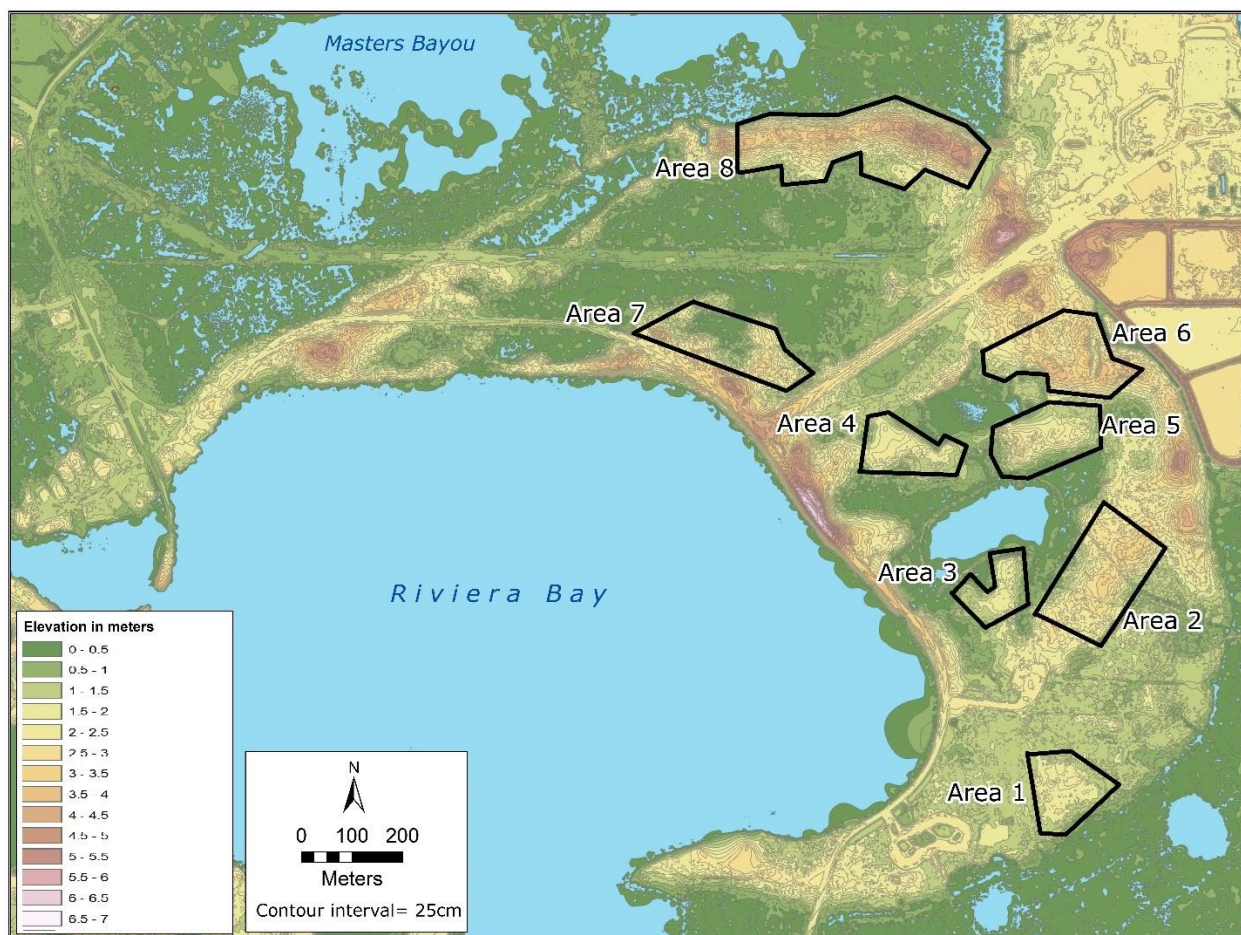 Masters Bayou
Area 8
Area 7
Area 6
Area 4
Area 5
Area 3
Riviera Bay
Area 2
Area 1
Elevation in meters
0 - 0.5
0.5 - 1
1 - 1.5
1.5 - 2
2 - 2.5
2.5 - 3
3 - 3.5
3.5 - 4
4 - 4.5
4.5 - 5
5 - 5.5
5.5 - 6
6 - 6.5
6.5 - 7
N
0 100 200
Meters
Contour interval= 25cm